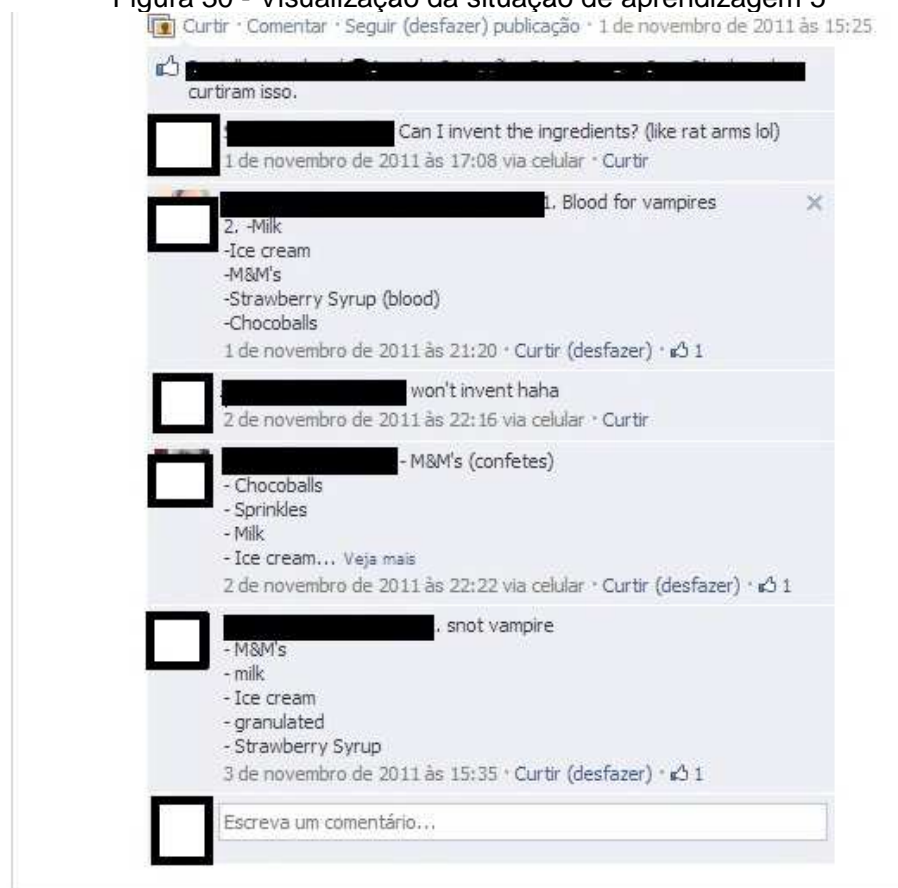 Figura 30 - Visualização da situação de aprendizagem 5
Curtir · Comentar · Seguir (desfazer) publicação · 1 de novembro de 2011 às 15:25
curtiram isso.
Can I invent the ingredients? (like rat arms lol)
1 de novembro de 2011 às 17:08 via celular · Curtir
1. Blood for vampires
2. -Milk
-Ice cream
-M&M's
-Strawberry Syrup (blood)
-Chocoballs
1 de novembro de 2011 às 21:20 · Curtir (desfazer) · 1
won't invent haha
2 de novembro de 2011 às 22:16 via celular · Curtir
- M&M's (confetes)
- Chocoballs
- Sprinkles
- Milk
- Ice cream... Veja mais
2 de novembro de 2011 às 22:22 via celular · Curtir (desfazer) · 1
. snot vampire
- M&M's
- milk
- Ice cream
- granulated
- Strawberry Syrup
3 de novembro de 2011 às 15:35 · Curtir (desfazer) · 1
Escreva um comentário...